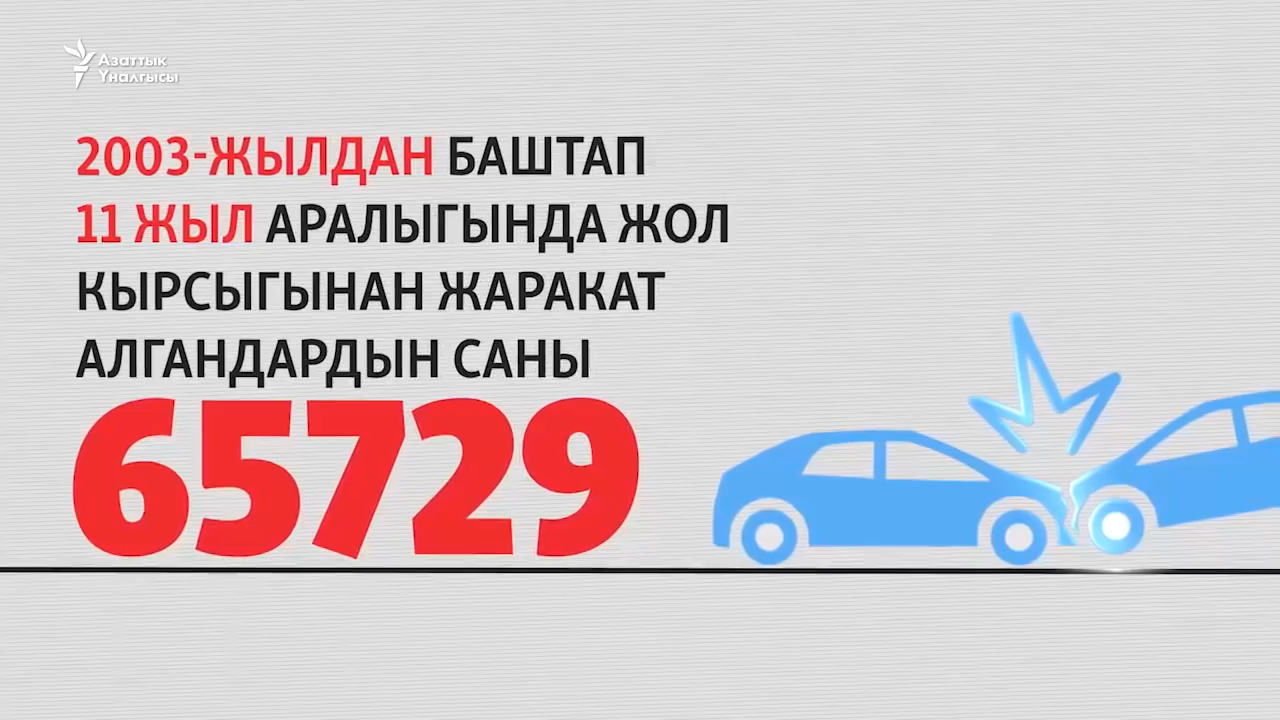 Азаттык
Үналгысы
2003-ЖЫЛДАН БАШТАП
11 ЖЫЛ АРАЛЫГЫНДА ЖОЛ
КЫРСЫГЫНАН ЖАРАКАТ
АЛГАНДАРДЫН САНЫ
65729